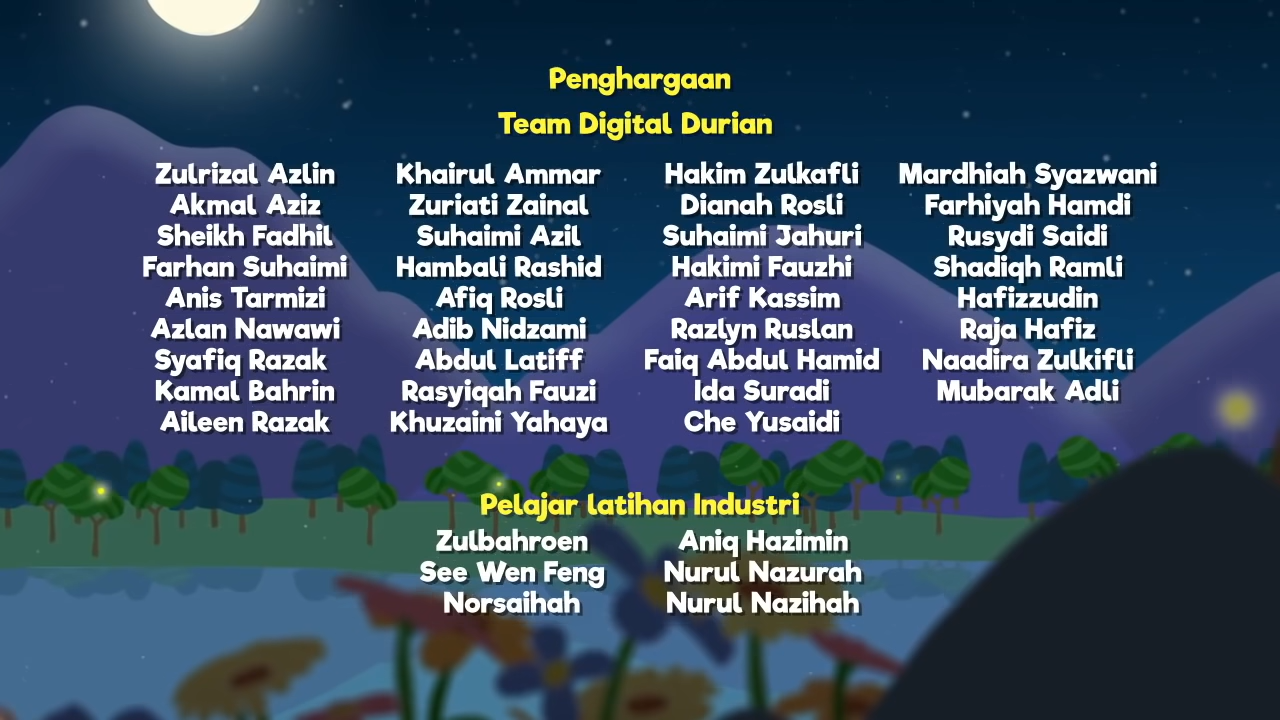 Penghargaan
Team Digital Durian
Zulrizal Azlin Khairul Ammar Hakim Zulkafli Mardhiah Syazwani
Akmal Aziz Zuriati Zainal Dianah Rosli Farhiyah Hamdi
Sheikh Fadhil Suhaimi Azil Suhaimi Jahuri Rusydi Saidi
Farhan Suhaimi Hambali Rashid Hakimi Fauzhi Shadiqh Ramli
Anis Tarmizi Afiq Rosli Arif Kassim Hafizzudin
Azlan Nawawi Adib Nidzami Razlyn Ruslan Raja Hafiz
Syafiq Razak Abdul Latiff Faiq Abdul Hamid Naadira Zulkifli
Kamal Bahrin Rasyiqah Fauzi Ida Suradi Mubarak Adli
Aileen Razak Khuzaini Yahaya Che Yusaidi
Pelajar latihan Industri
Zulbahroen Aniq Hazimin
See Wen Feng Nurul Nazurah
Norsaihah Nurul Nazihah